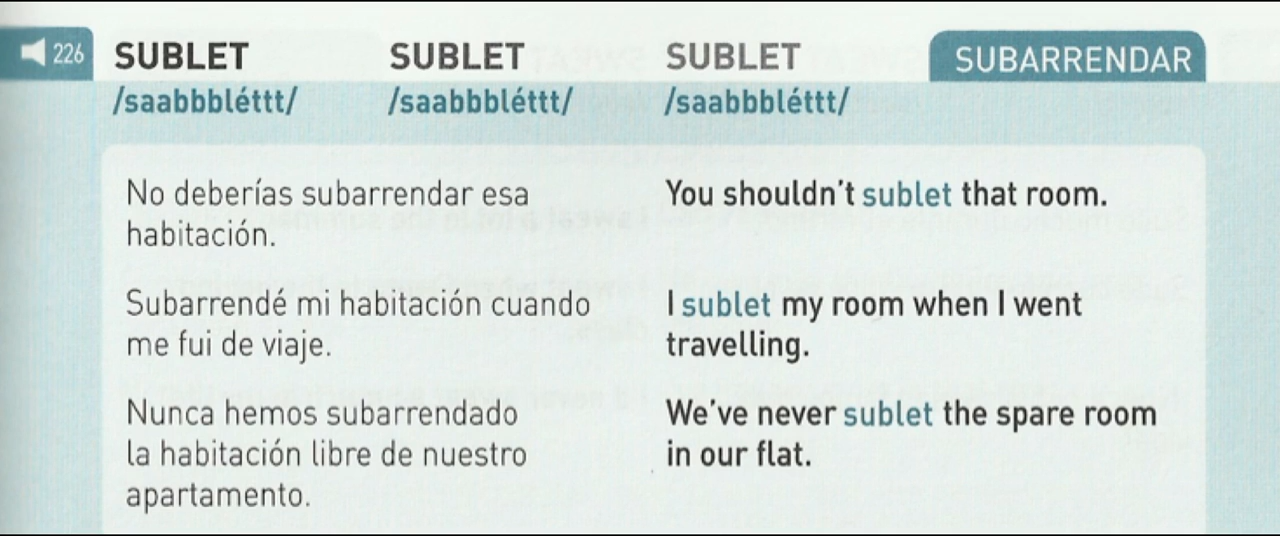 226 SUBLET SUBLET SUBLET SUBARRENDAR
/saabbbléttt/ /saabbbléttt/ /saabbbléttt/
No deberías subarrendar esa
habitación.
You shouldn't sublet that room.
Subarrendé mi habitación cuando
me fui de viaje.
I sublet my room when I went
travelling.
Nunca hemos subarrendado
la habitación libre de nuestro
apartamento.
We've never sublet the spare room
in our flat.